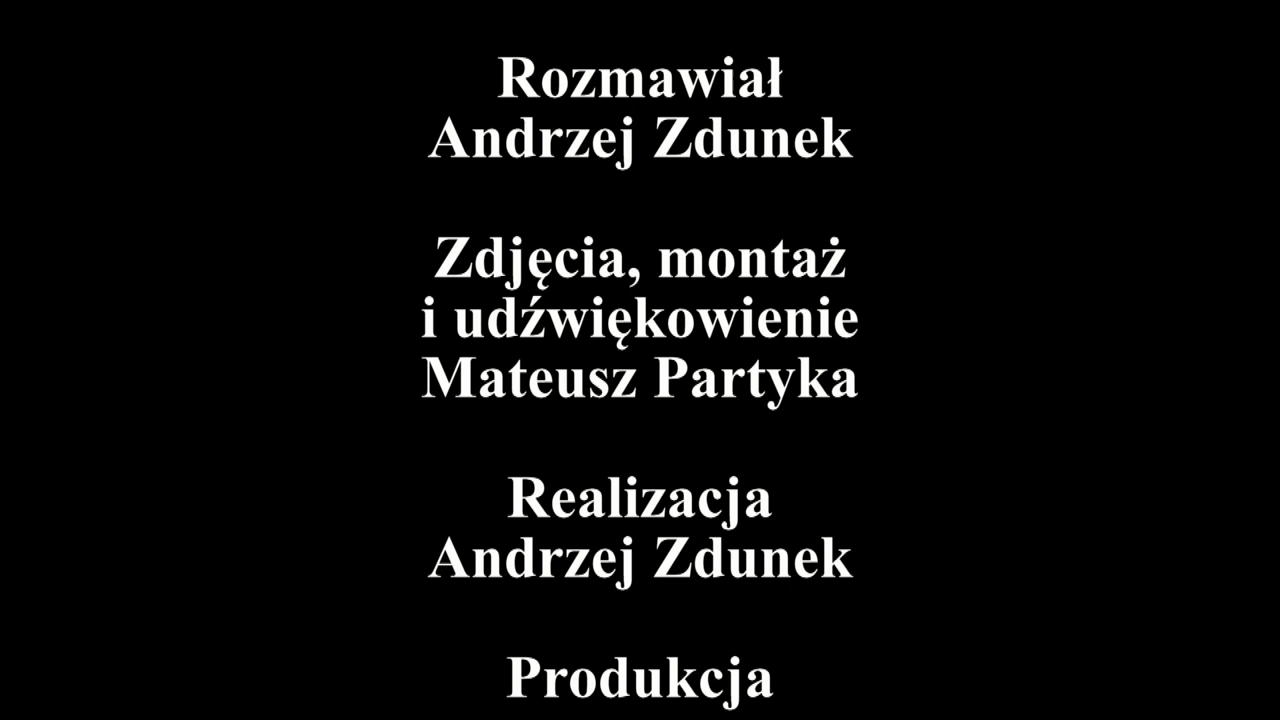 Rozmawiał
Andrzej Zdunek
Zdjęcia, montaż
i udźwiękowienie
Mateusz Partyka
Realizacja
Andrzej Zdunek
Produkcja